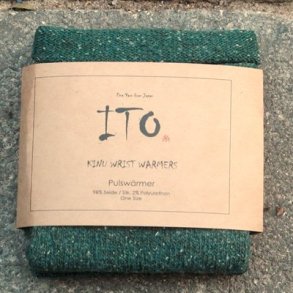 Fine Yarn from Japan
ITO
KINU WRIST WARMERS
Pulswärmer
98% Seide / Silk, 2% Polyurethan
One Size